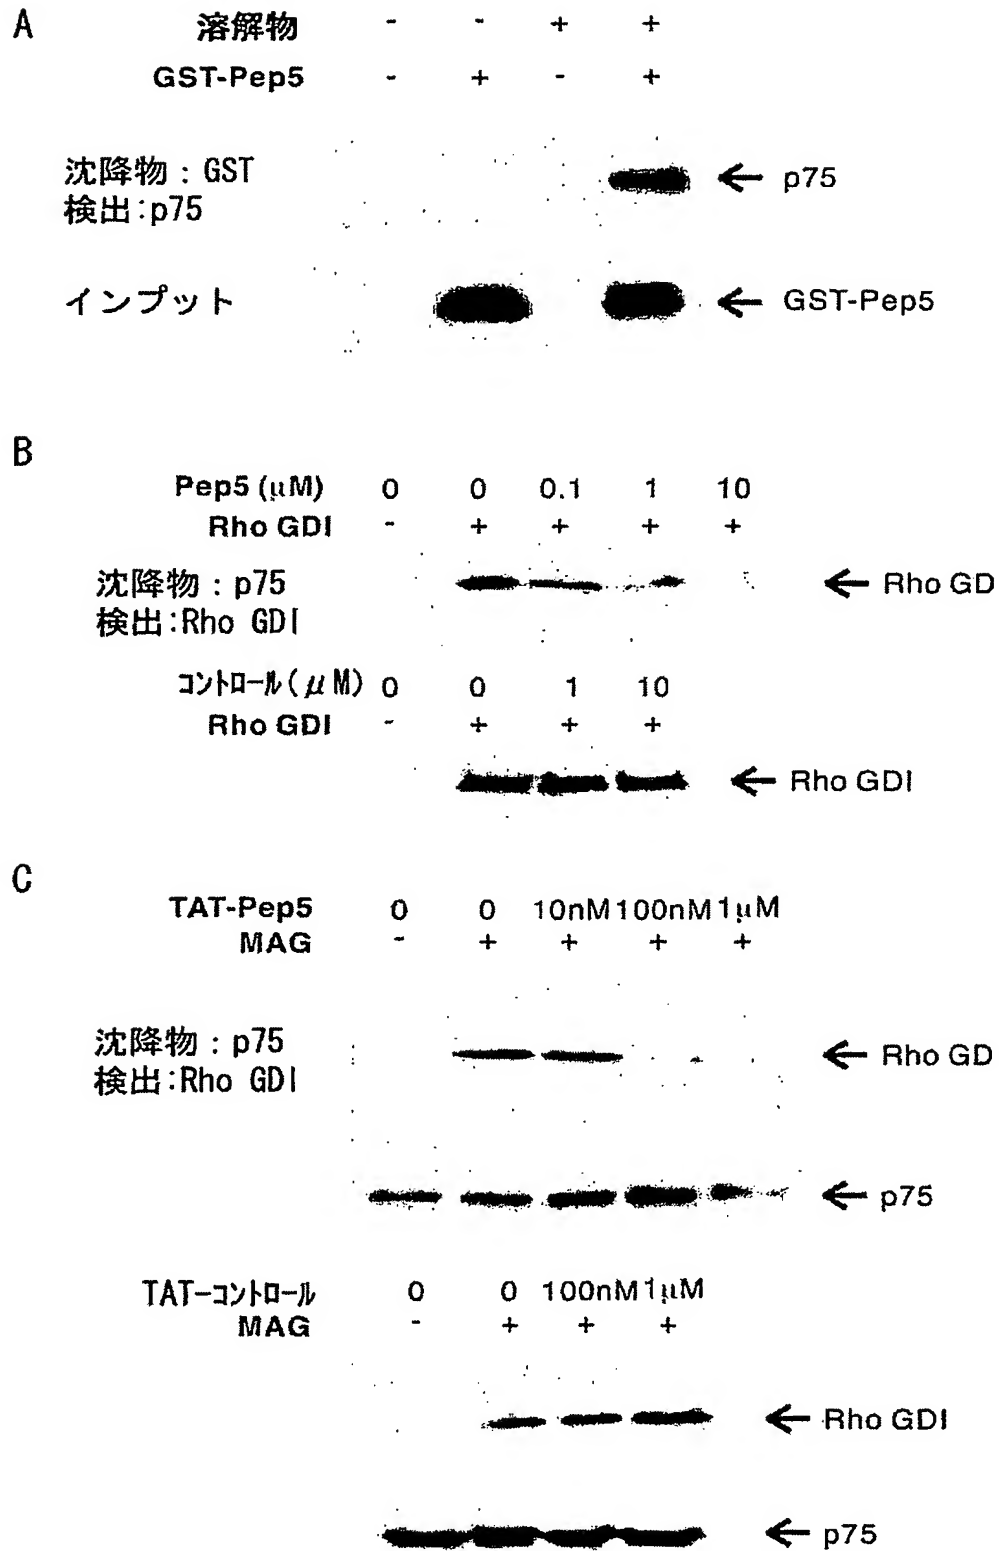 A
溶解物 - - + +
GST-Pep5 - + - +
沈降物：GST
検出：p75
← p75
インプット
← GST-Pep5
B
Pep5 (μM) 0 0 0.1 1 10
Rho GDI - + + + +
沈降物：p75
検出：Rho GDI
← Rho GD
コントロール(μM) 0 0 1 10
Rho GDI - + + +
← Rho GDI
C
TAT-Pep5 0 0 10nM 100nM 1μM
MAG - + + + +
沈降物：p75
検出：Rho GDI
← Rho GD
← p75
TAT-コントロール 0 0 100nM 1μM
MAG - + + +
← Rho GDI
← p75